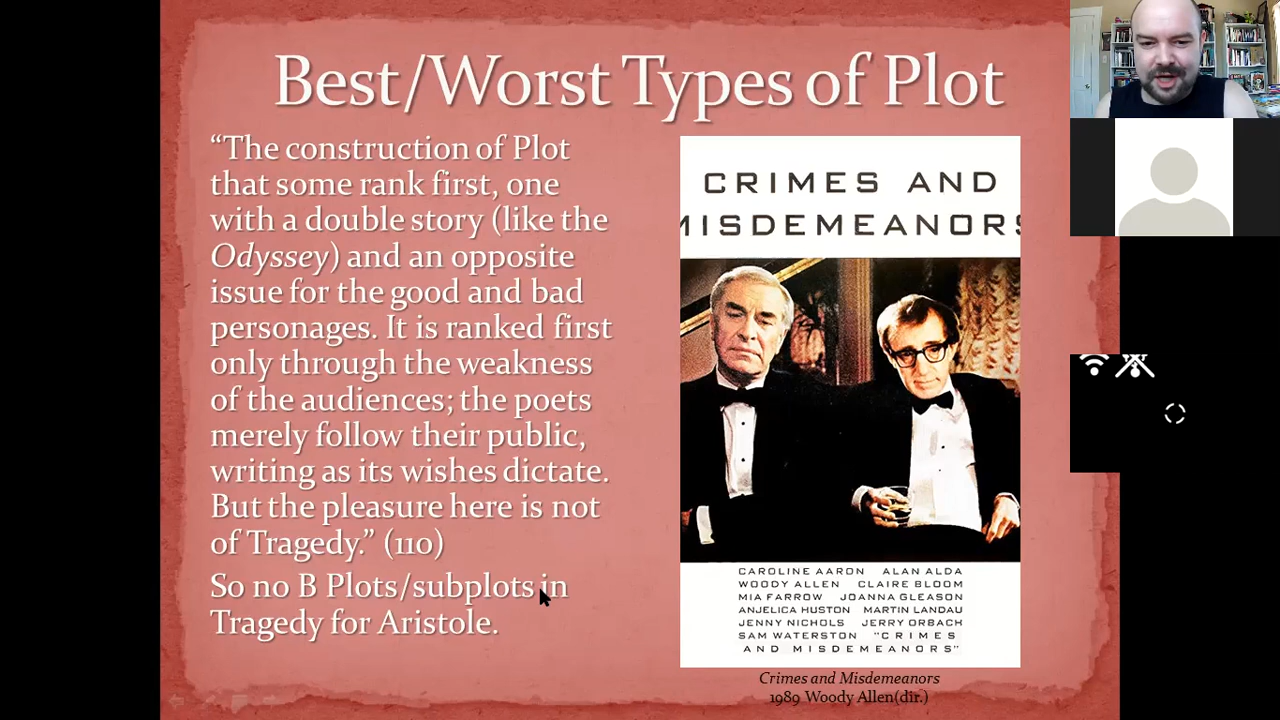 Best/Worst Types of Plot
“The construction of Plot
that some rank first, one
with a double story (like the
Odyssey) and an opposite
issue for the good and bad
personages. It is ranked first
only through the weakness
of the audiences; the poets
merely follow their public,
writing as its wishes dictate.
But the pleasure here is not
of Tragedy.” (110)
So no B Plots/subplots in
Tragedy for Aristole.
CRIMES AND
MISDEMEANORS
CAROLINE AARON ALAN ALDA
WOODY ALLEN CLAIRE BLOOM
MIA FARROW JOANNA GLEASON
ANJELICA HUSTON MARTIN LANDAU
JENNY NICHOLS JERRY ORBACH
SAM WATERSTON "CRIMES
AND MISDEMEANORS"
Crimes and Misdemeanors
1989 Woody Allen(dir.)